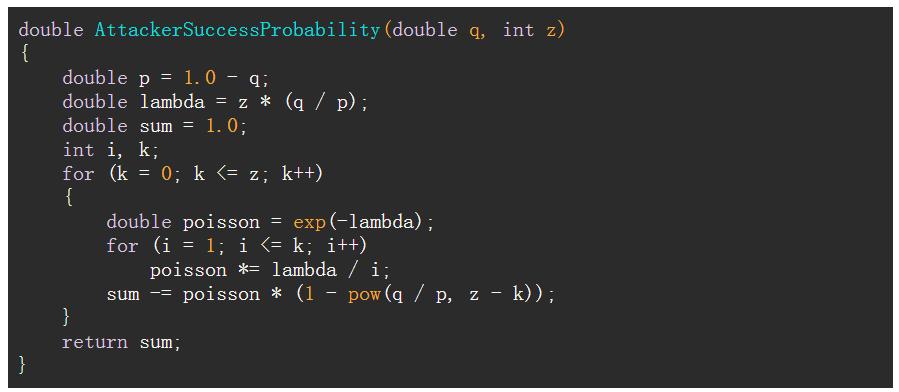 double AttackerSuccessProbability(double q, int z)
{
    double p = 1.0 - q;
    double lambda = z * (q / p);
    double sum = 1.0;
    int i, k;
    for (k = 0; k <= z; k++)
    {
        double poisson = exp(-lambda);
        for (i = 1; i <= k; i++)
            poisson *= lambda / i;
        sum -= poisson * (1 - pow(q / p, z - k));
    }
    return sum;
}